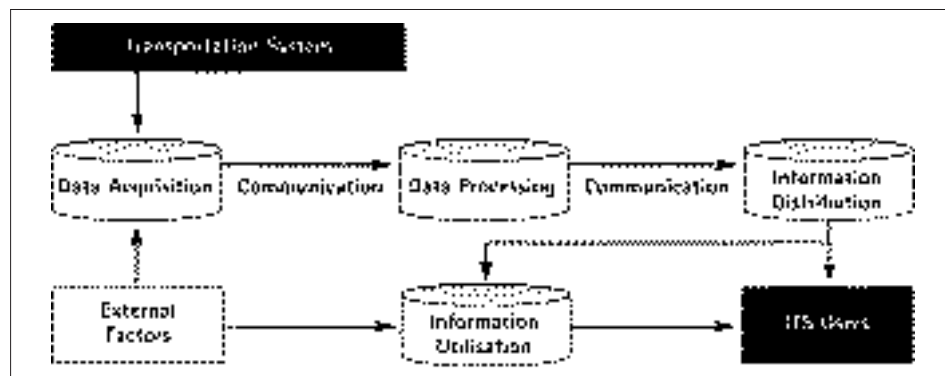 Transportation System
Data Acquisition
Communication
Data Processing
Communication
Information
Distribution
External
Factors
Information
Utilisation
ITS Users